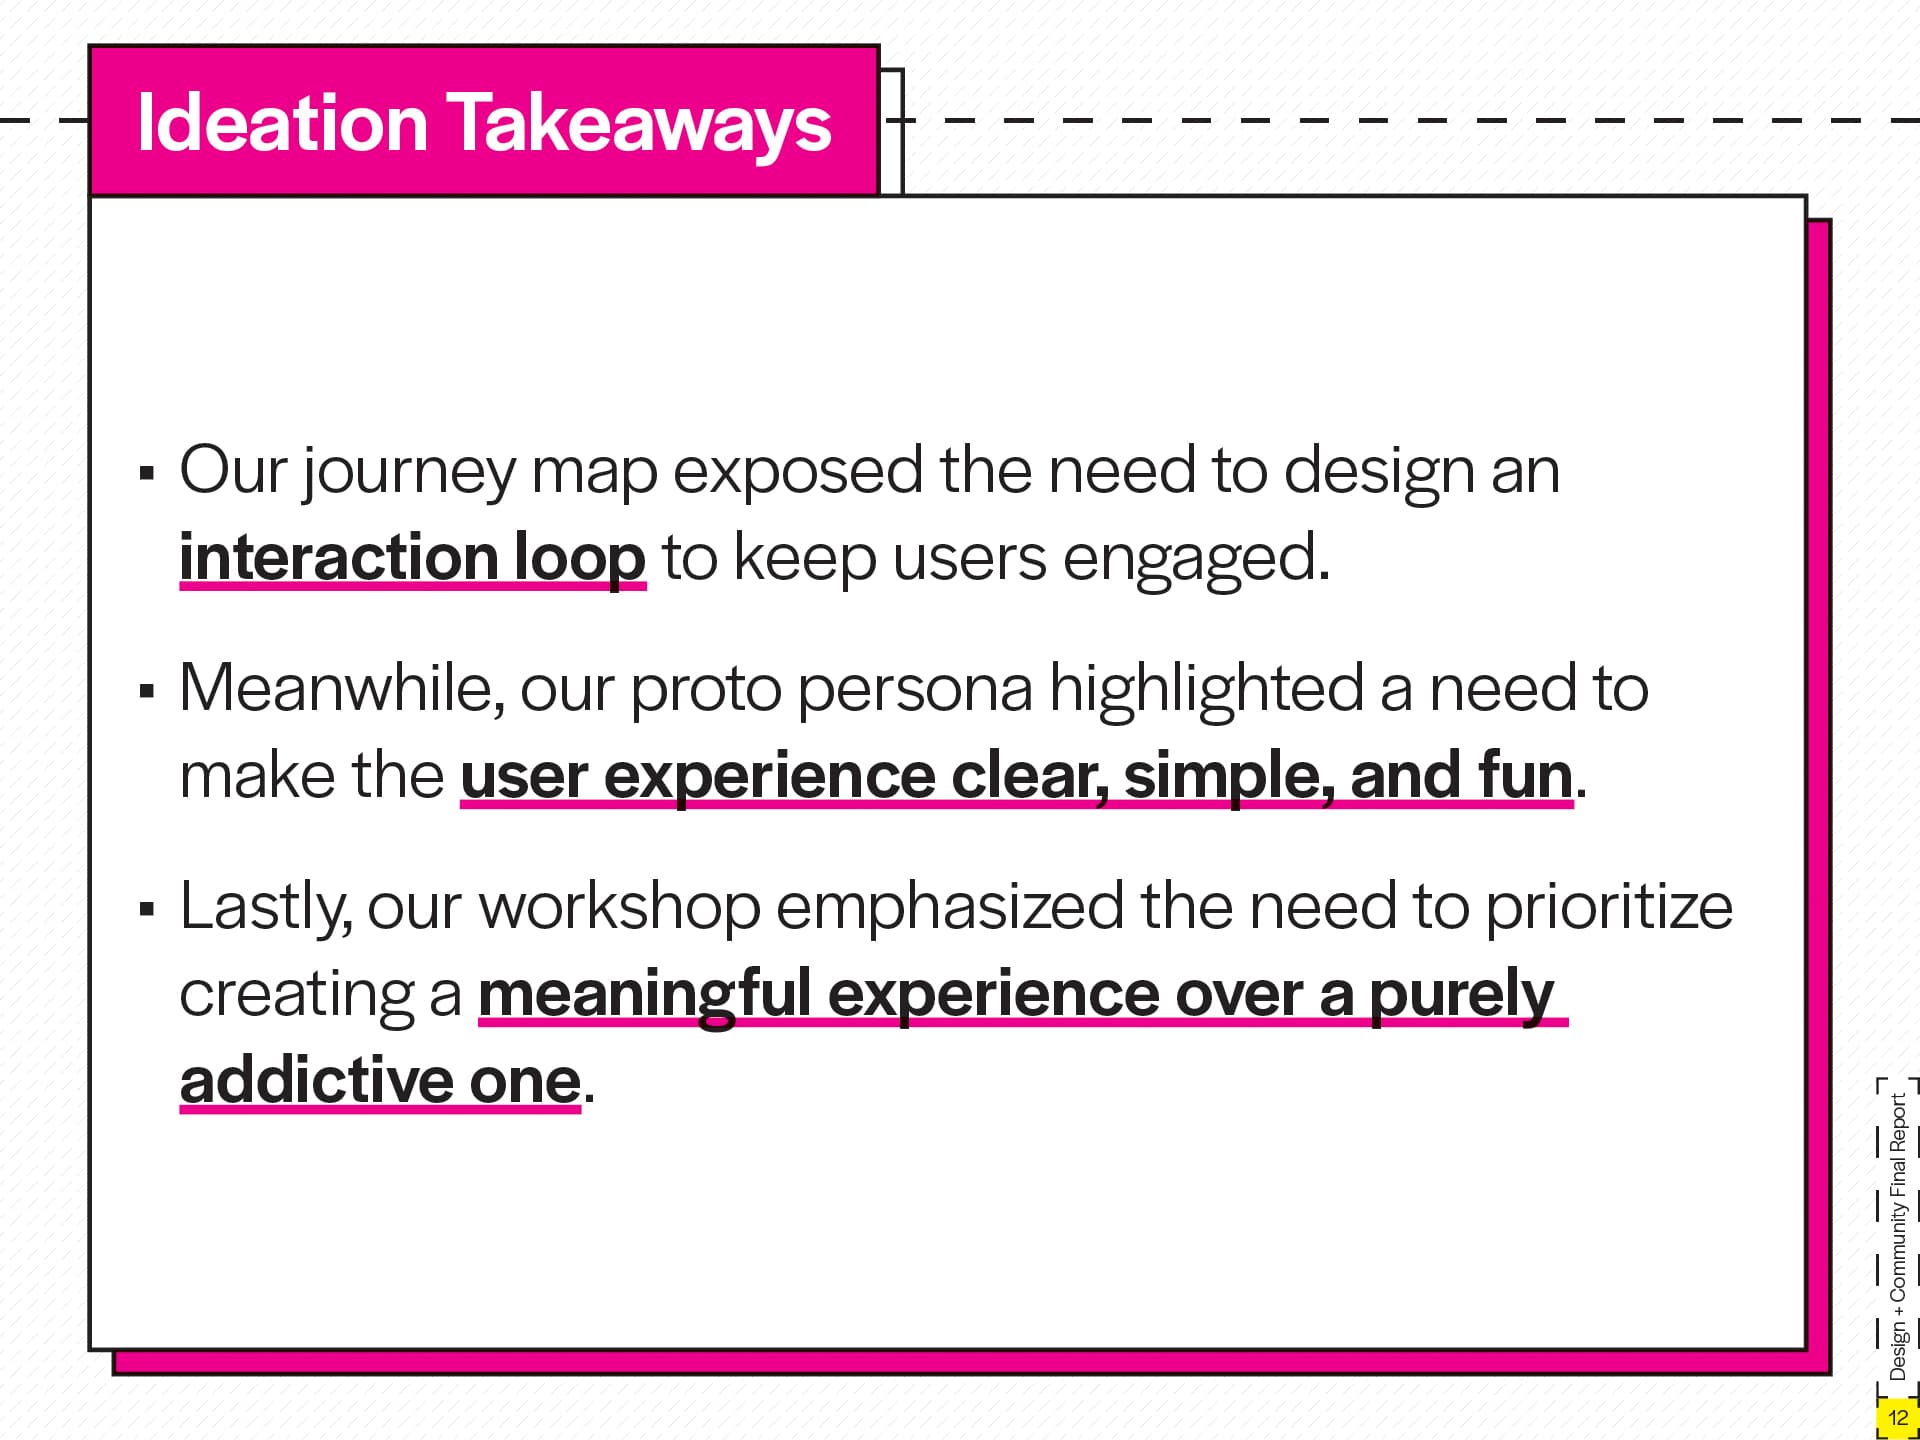 Ideation Takeaways
▪ Our journey map exposed the need to design an
interaction loop to keep users engaged.
▪ Meanwhile, our proto persona highlighted a need to
make the user experience clear, simple, and fun.
▪ Lastly, our workshop emphasized the need to prioritize
creating a meaningful experience over a purely
addictive one.
Design + Community Final Report
12